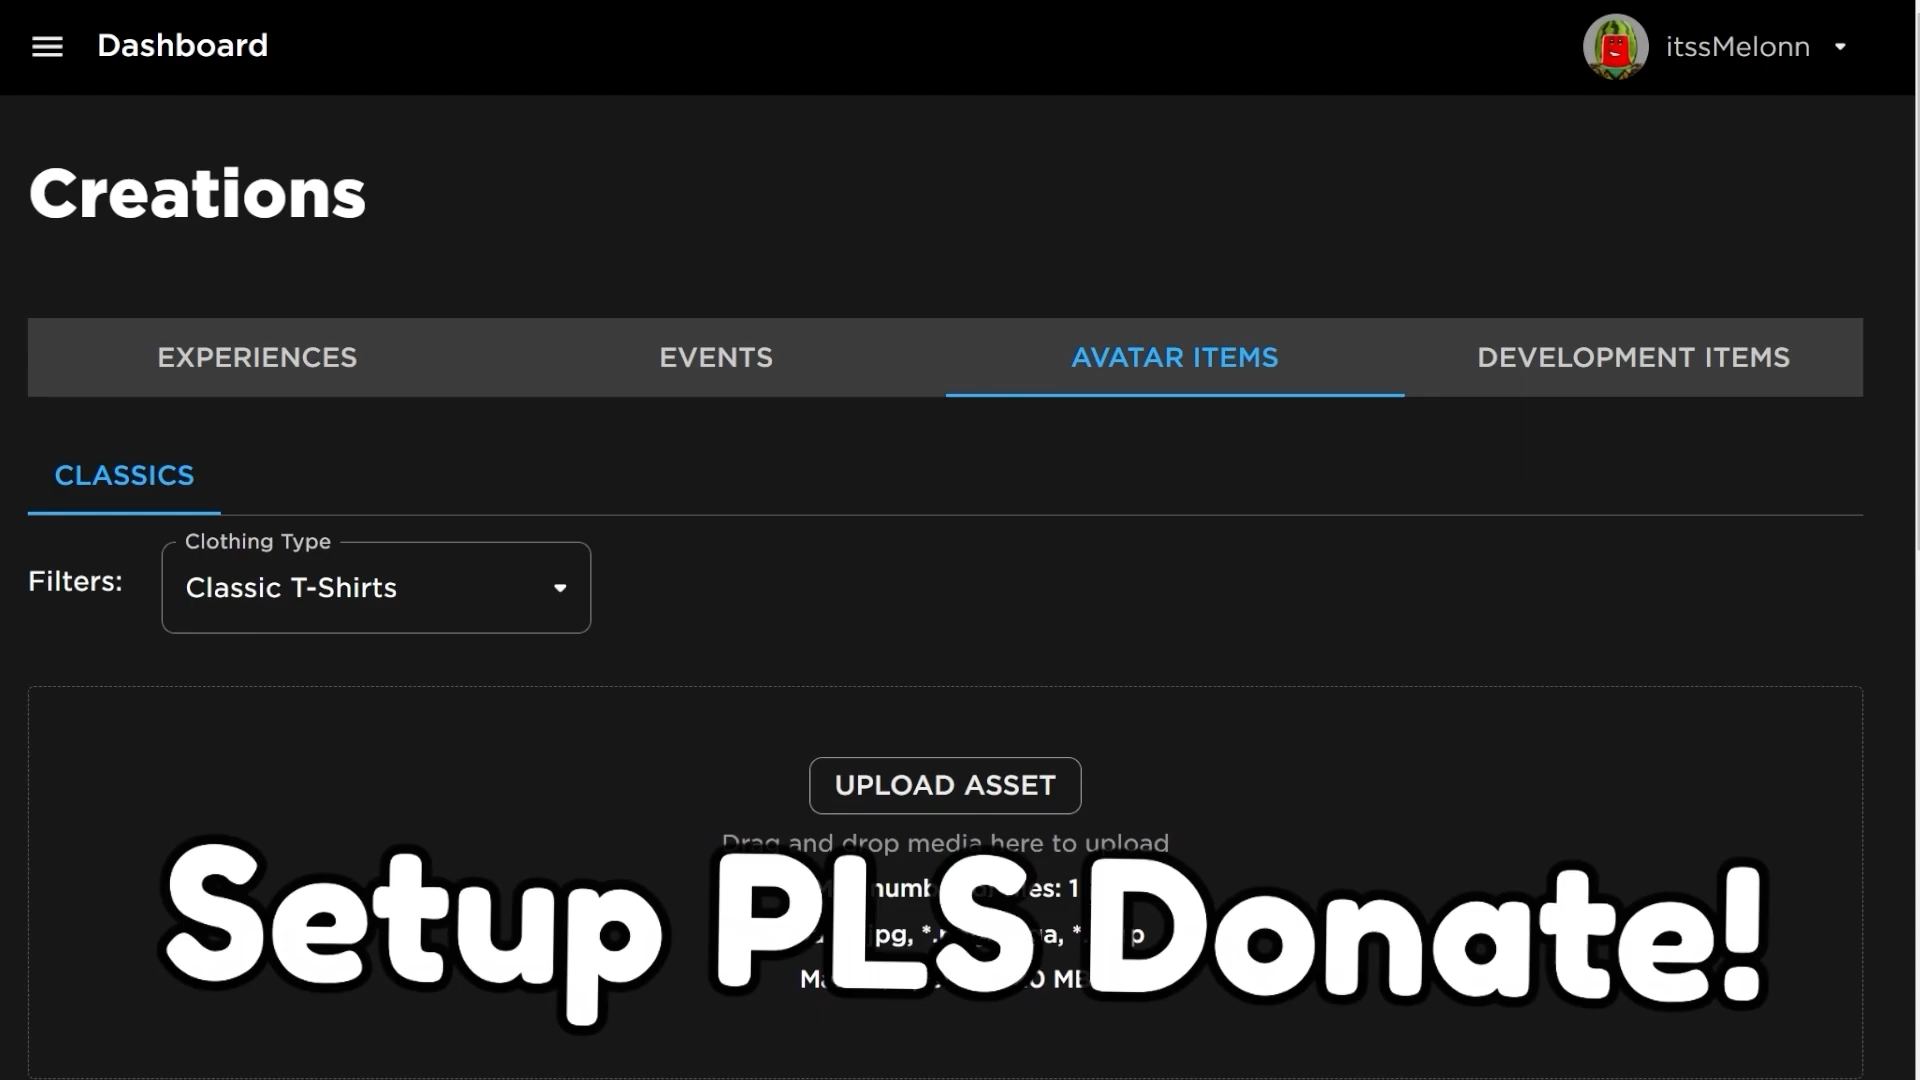 Dashboard
itssMelonn
Creations
EXPERIENCES
EVENTS
AVATAR ITEMS
DEVELOPMENT ITEMS
CLASSICS
Clothing Type
Filters:
Classic T-Shirts
UPLOAD ASSET
Drag and drop media here to upload
Setup PLS Donate!